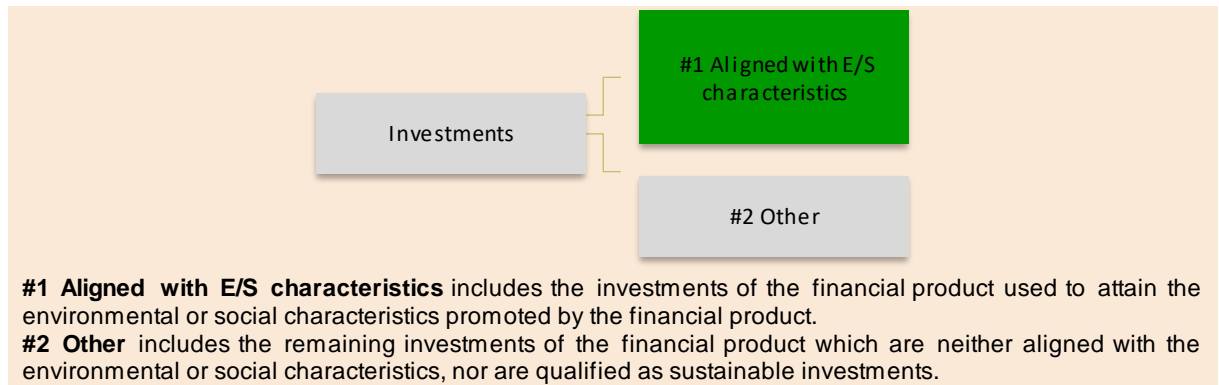 #1 Aligned with E/S
characteristics
Investments
#2 Other
#1 Aligned with E/S characteristics includes the investments of the financial product used to attain the
environmental or social characteristics promoted by the financial product.
#2 Other includes the remaining investments of the financial product which are neither aligned with the
environmental or social characteristics, nor are qualified as sustainable investments.